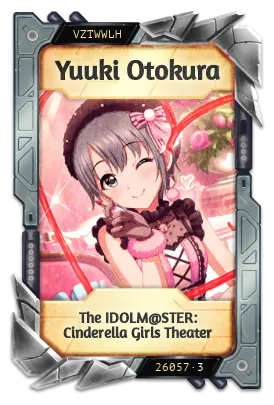 VZTWWLH
Yuuki Otokura
The IDOLM@STER:
Cinderella Girls Theater
26057·3